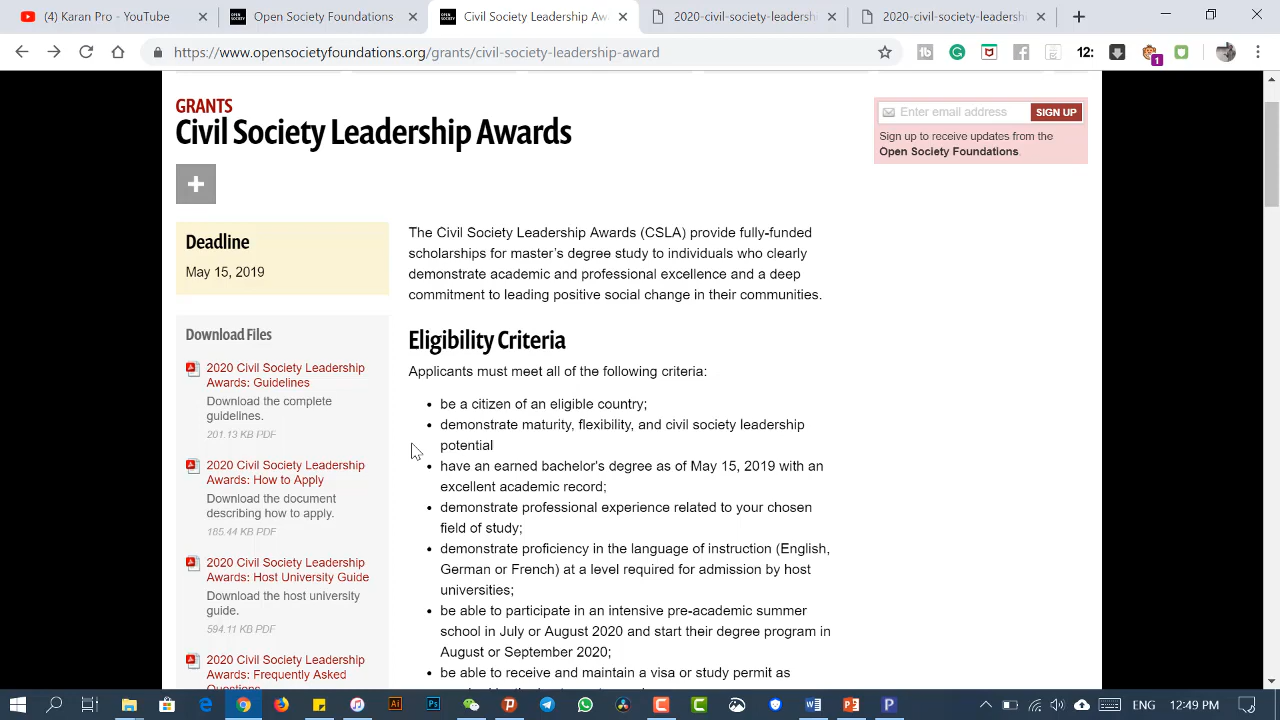 (4) Karan Pro - YouTube
Open Society Foundations
Civil Society Leadership Aw
2020-civil-society-leadersh
2020-civil-society-leadersh
https://www.opensocietyfoundations.org/grants/civil-society-leadership-award
12:
1
GRANTS
Civil Society Leadership Awards
Enter email address
SIGN UP
Sign up to receive updates from the
Open Society Foundations.
Deadline
May 15, 2019
Download Files
2020 Civil Society Leadership
Awards: Guidelines
Download the complete
guidelines.
201.13 KB PDF
2020 Civil Society Leadership
Awards: How to Apply
Download the document
describing how to apply.
185.44 KB PDF
2020 Civil Society Leadership
Awards: Host University Guide
Download the host university
guide.
594.11 KB PDF
2020 Civil Society Leadership
Awards: Frequently Asked
Questions
The Civil Society Leadership Awards (CSLA) provide fully-funded
scholarships for master's degree study to individuals who clearly
demonstrate academic and professional excellence and a deep
commitment to leading positive social change in their communities.
Eligibility Criteria
Applicants must meet all of the following criteria:
• be a citizen of an eligible country;
• demonstrate maturity, flexibility, and civil society leadership
potential
• have an earned bachelor's degree as of May 15, 2019 with an
excellent academic record;
• demonstrate professional experience related to your chosen
field of study;
• demonstrate proficiency in the language of instruction (English,
German or French) at a level required for admission by host
universities;
• be able to participate in an intensive pre-academic summer
school in July or August 2020 and start their degree program in
August or September 2020;
• be able to receive and maintain a visa or study permit as
ENG
12:49 PM